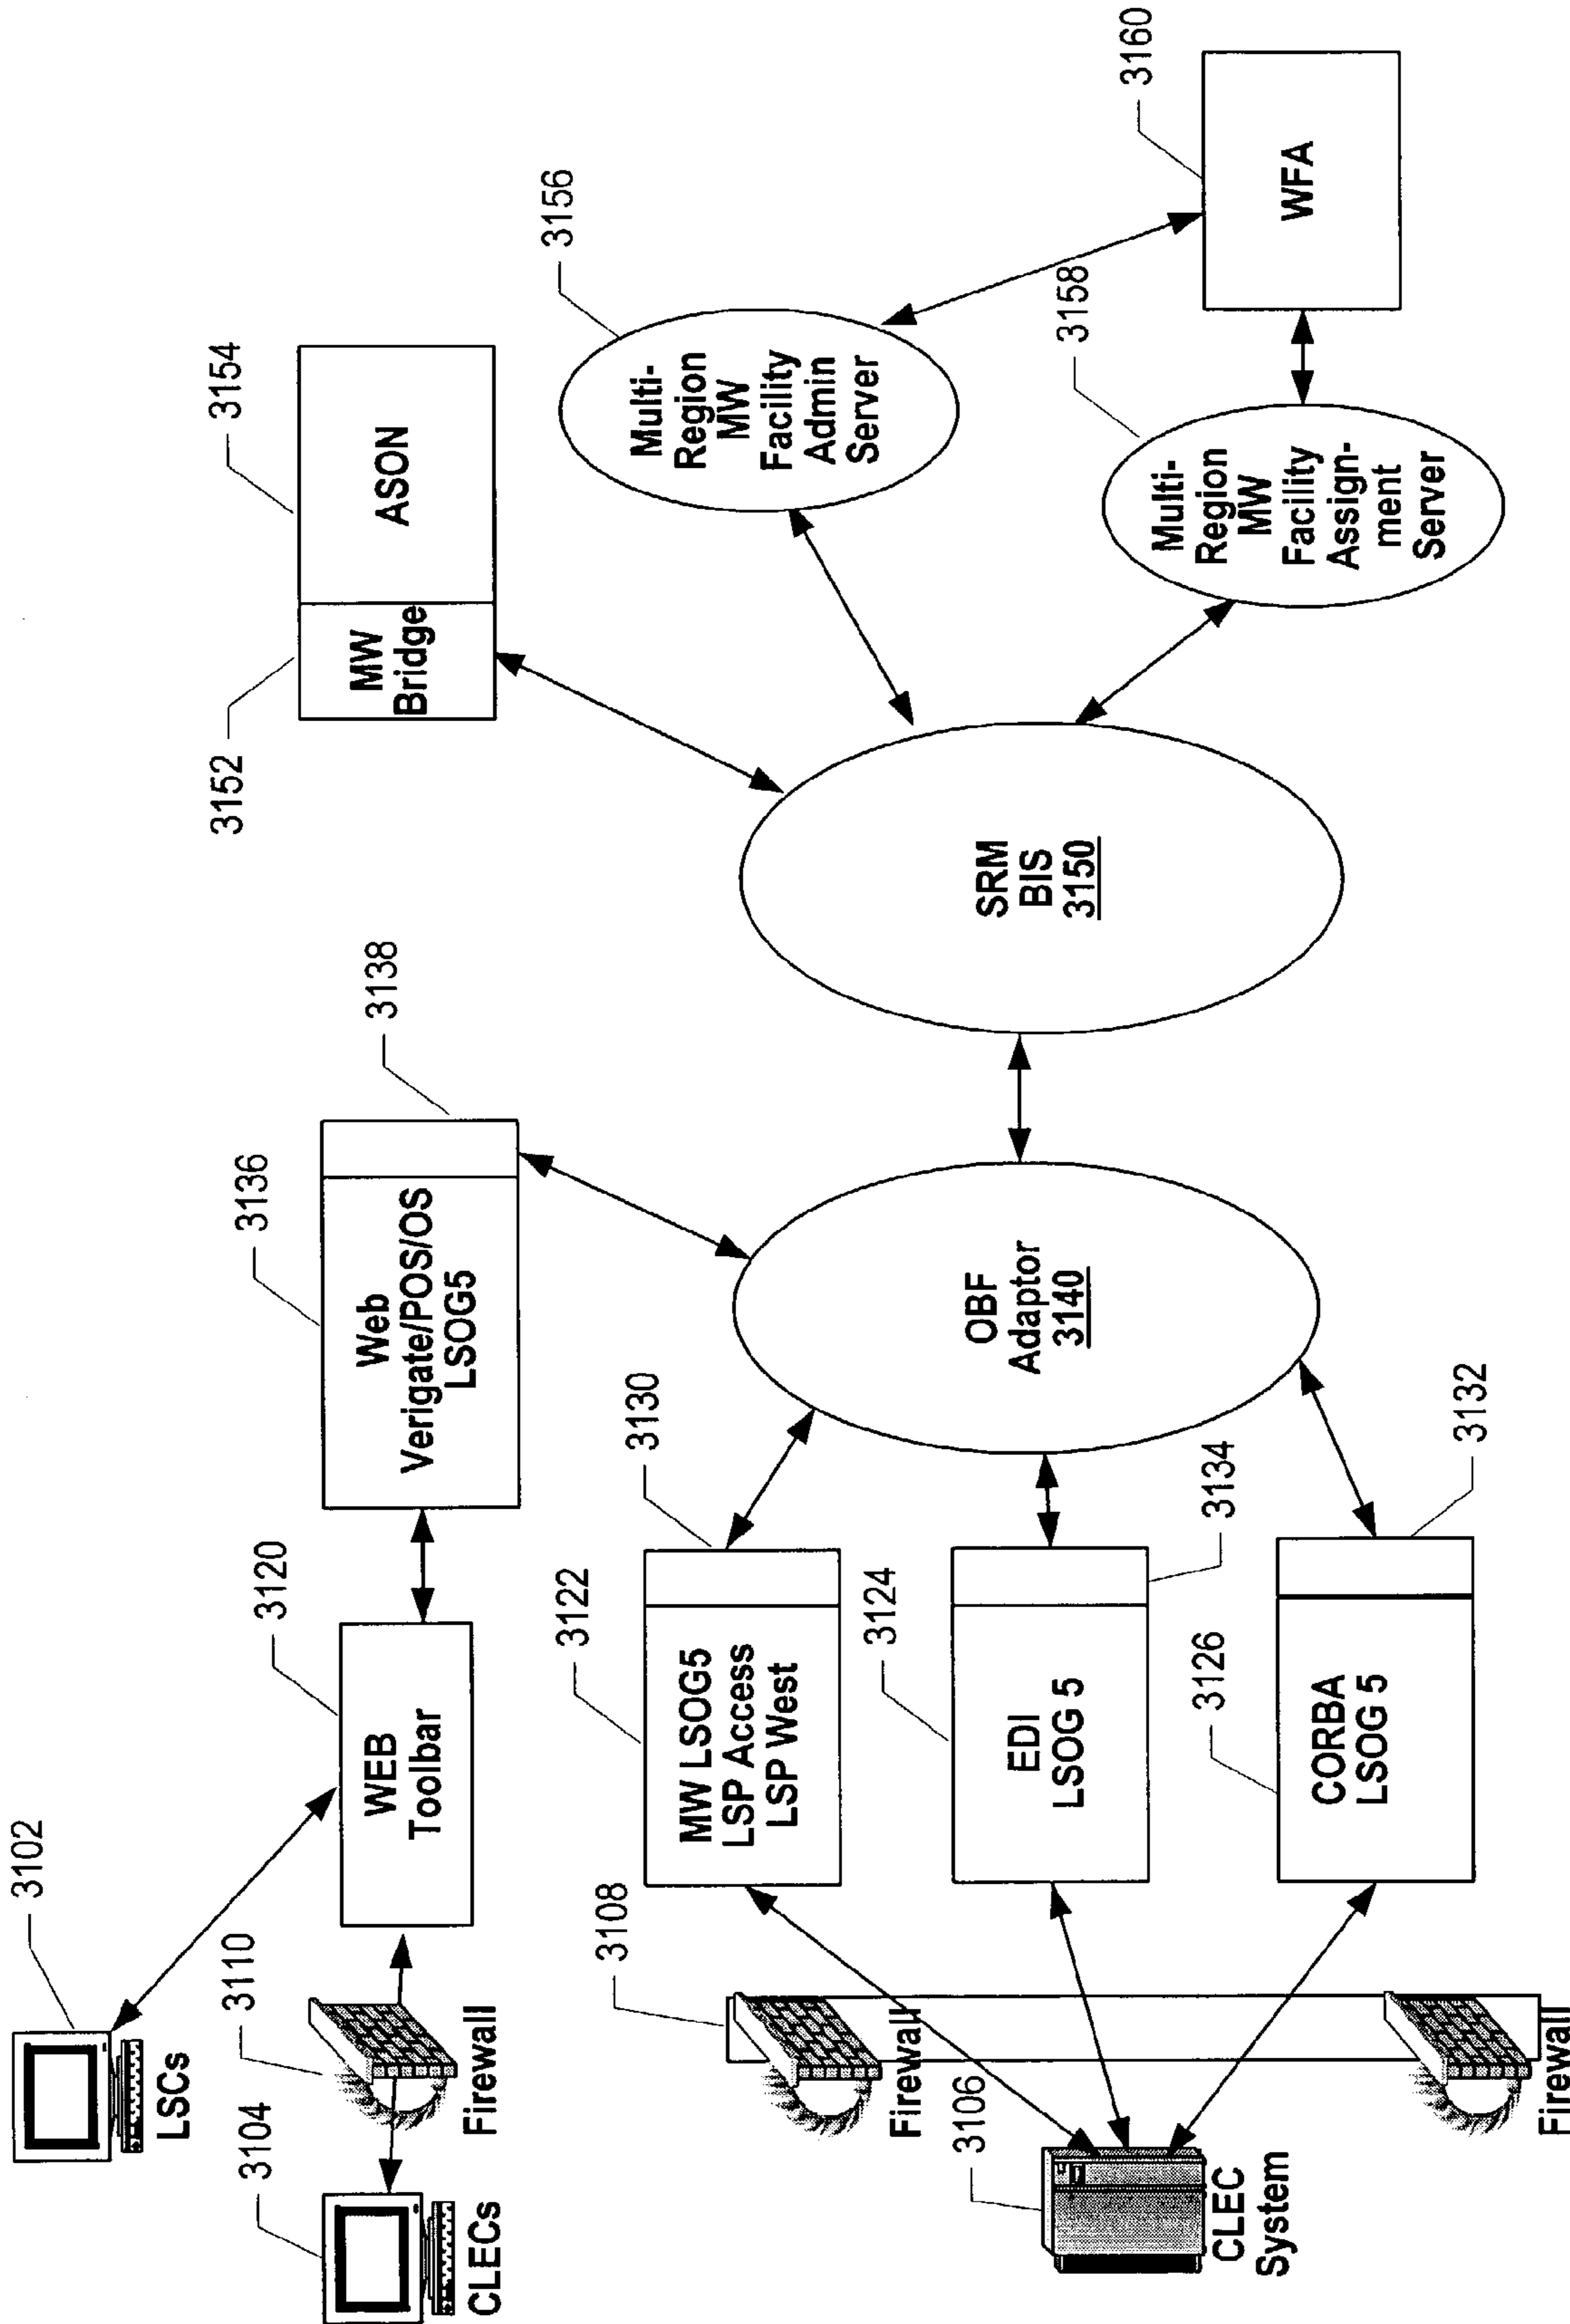 3102
LSCs
3104
CLECs
3110
Firewall
3120
WEB
Toolbar
3136
Web
Verigate/POS/OS
LSOG5
3138
3152
MW
Bridge
3154
ASON
3106
CLEC
System
3108
Firewall
Firewall
3122
MW LSOG5
LSP Access
LSP West
3130
3124
EDI
LSOG 5
3134
3126
CORBA
LSOG 5
3132
OBF
Adaptor
3140
SRM
BIS
3150
3156
Multi-
Region
MW
Facility
Admin
Server
3158
Multi-
Region
MW
Facility
Assign-
ment
Server
3160
WFA